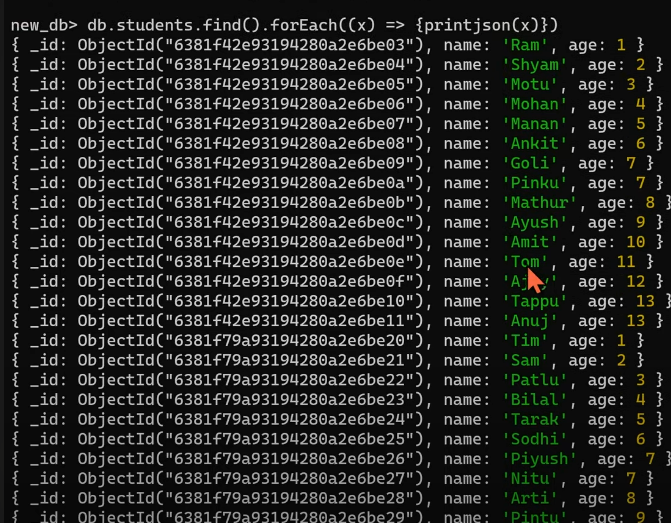 new_db> db.students.find().forEach((x) => {printjson(x)})
{ _id: ObjectId("6381f42e93194280a2e6be03"), name: 'Ram', age: 1 }
{ _id: ObjectId("6381f42e93194280a2e6be04"), name: 'Shyam', age: 2 }
{ _id: ObjectId("6381f42e93194280a2e6be05"), name: 'Motu', age: 3 }
{ _id: ObjectId("6381f42e93194280a2e6be06"), name: 'Mohan', age: 4 }
{ _id: ObjectId("6381f42e93194280a2e6be07"), name: 'Manan', age: 5 }
{ _id: ObjectId("6381f42e93194280a2e6be08"), name: 'Ankit', age: 6 }
{ _id: ObjectId("6381f42e93194280a2e6be09"), name: 'Goli', age: 7 }
{ _id: ObjectId("6381f42e93194280a2e6be0a"), name: 'Pinku', age: 7 }
{ _id: ObjectId("6381f42e93194280a2e6be0b"), name: 'Mathur', age: 8 }
{ _id: ObjectId("6381f42e93194280a2e6be0c"), name: 'Ayush', age: 9 }
{ _id: ObjectId("6381f42e93194280a2e6be0d"), name: 'Amit', age: 10 }
{ _id: ObjectId("6381f42e93194280a2e6be0e"), name: 'Tom', age: 11 }
{ _id: ObjectId("6381f42e93194280a2e6be0f"), name: age: 12 }
{ _id: ObjectId("6381f42e93194280a2e6be10"), name: 'Tappu', age: 13 }
{ _id: ObjectId("6381f42e93194280a2e6be11"), name: 'Anuj', age: 13 }
{ _id: ObjectId("6381f79a93194280a2e6be20"), name: 'Tim', age: 1 }
{ _id: ObjectId("6381f79a93194280a2e6be21"), name: 'Sam', age: 2 }
{ _id: ObjectId("6381f79a93194280a2e6be22"), name: 'Patlu', age: 3 }
{ _id: ObjectId("6381f79a93194280a2e6be23"), name: 'Bilal', age: 4 }
{ _id: ObjectId("6381f79a93194280a2e6be24"), name: 'Tarak', age: 5 }
{ _id: ObjectId("6381f79a93194280a2e6be25"), name: 'Sodhi', age: 6 }
{ _id: ObjectId("6381f79a93194280a2e6be26"), name: 'Piyush', age: 7 }
{ _id: ObjectId("6381f79a93194280a2e6be27"), name: 'Nitu', age: 7 }
{ _id: ObjectId("6381f79a93194280a2e6be28"), name: 'Arti', age: 8 }
{ _id: ObjectId("6381f79a93194280a2e6be29"), name: 'Pintu', age: 9 }